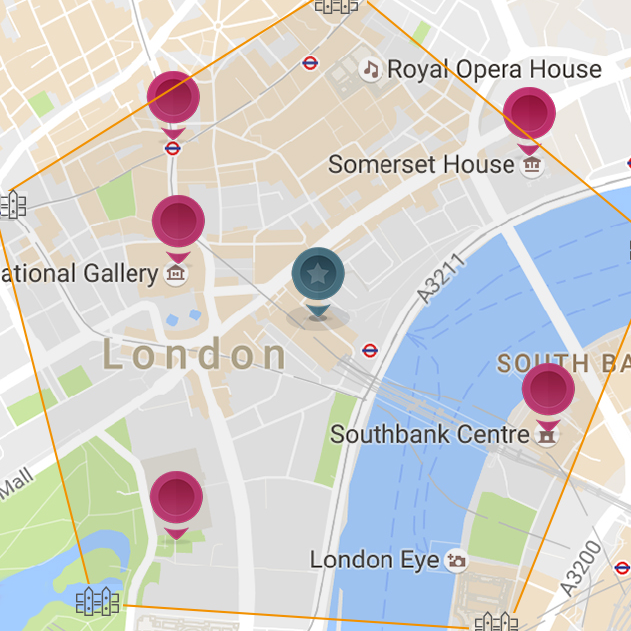 Royal Opera House
Somerset House
ational Gallery
A3211
London
SOUTH BA
Southbank Centre
Mall
London Eye
A3200